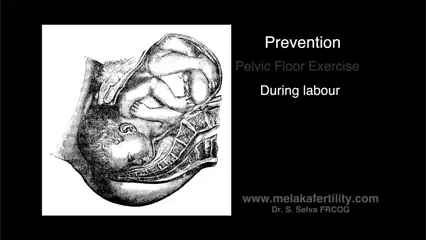 Prevention
Pelvic Floor Exercise
During labour
www.melakafertility.com
Dr. S. Selva FRCOG